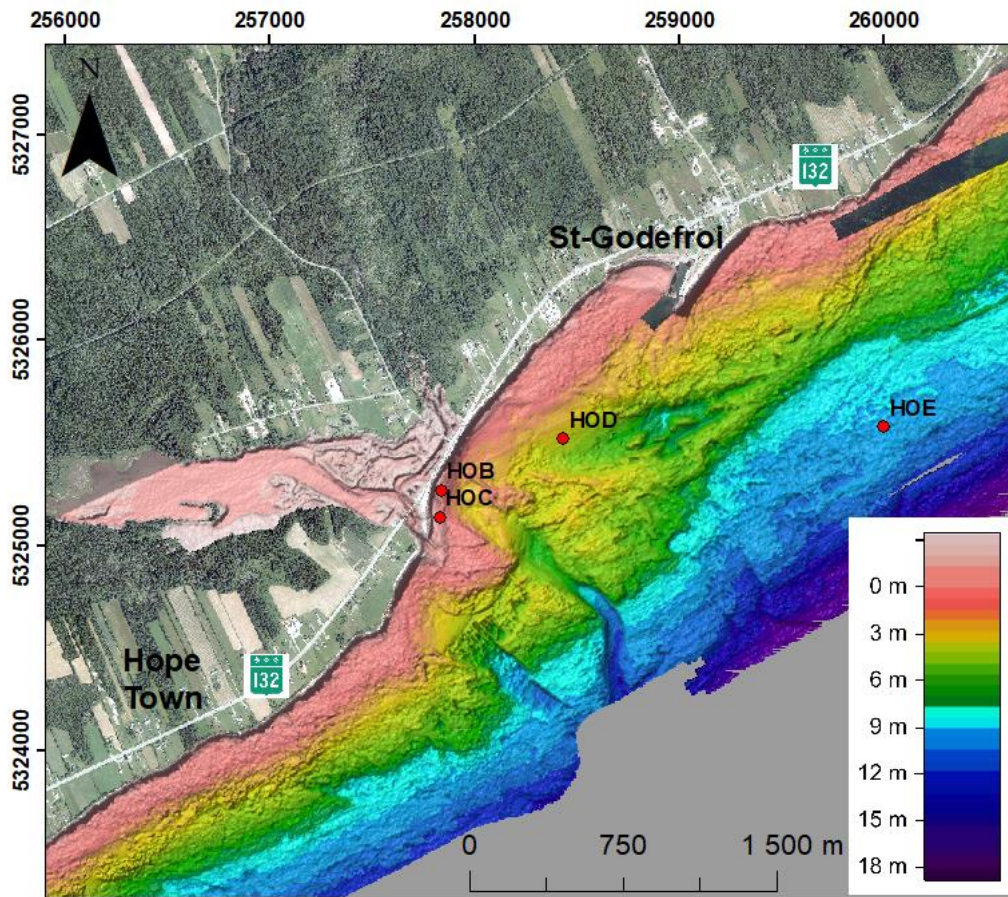 256000 257000 258000 259000 260000
N
5327000
132
St-Godefroi
5326000
HOE
HOD
HOB
HOC
5325000
0 m
3 m
Hope
Town
132
6 m
9 m
5324000
12 m
15 m
0 750 1 500 m
18 m